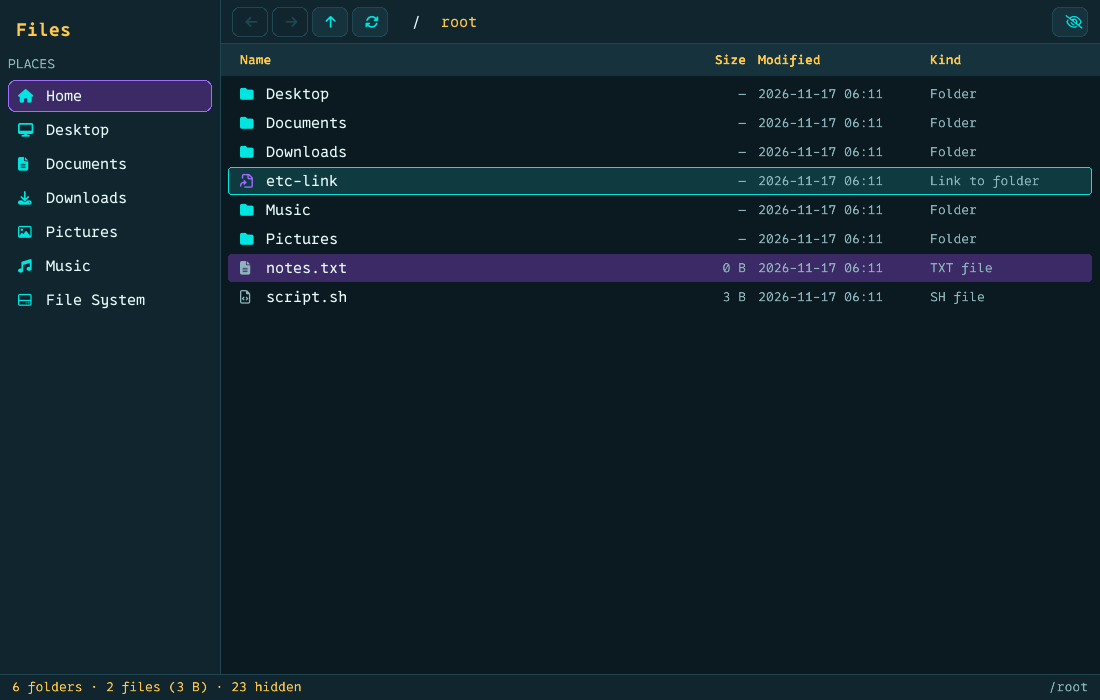 Files
PLACES
Home
Desktop
Documents
Downloads
Pictures
Music
File System
/ root
Name Size Modified Kind
Desktop — 2026-11-17 06:11 Folder
Documents — 2026-11-17 06:11 Folder
Downloads — 2026-11-17 06:11 Folder
etc-link — 2026-11-17 06:11 Link to folder
Music — 2026-11-17 06:11 Folder
Pictures — 2026-11-17 06:11 Folder
notes.txt 0 B 2026-11-17 06:11 TXT file
script.sh 3 B 2026-11-17 06:11 SH file
6 folders · 2 files (3 B) · 23 hidden /root